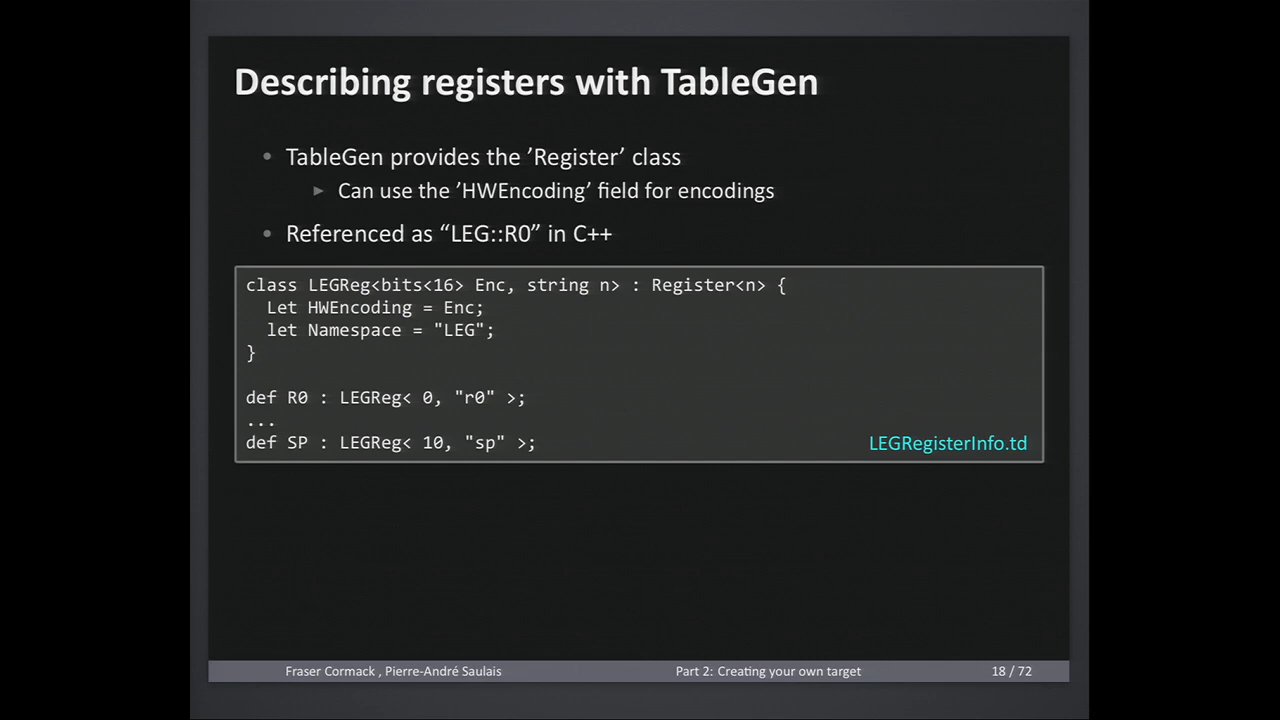 Describing registers with TableGen
• TableGen provides the ’Register’ class
▶ Can use the ’HWEncoding’ field for encodings
• Referenced as “LEG::R0” in C++
class LEGReg<bits<16> Enc, string n> : Register<n> {
  Let HWEncoding = Enc;
  let Namespace = "LEG";
}
def R0 : LEGReg< 0, "r0" >;
...
def SP : LEGReg< 10, "sp" >;
LEGRegisterInfo.td
Fraser Cormack , Pierre-André Saulais
Part 2: Creating your own target
18 / 72